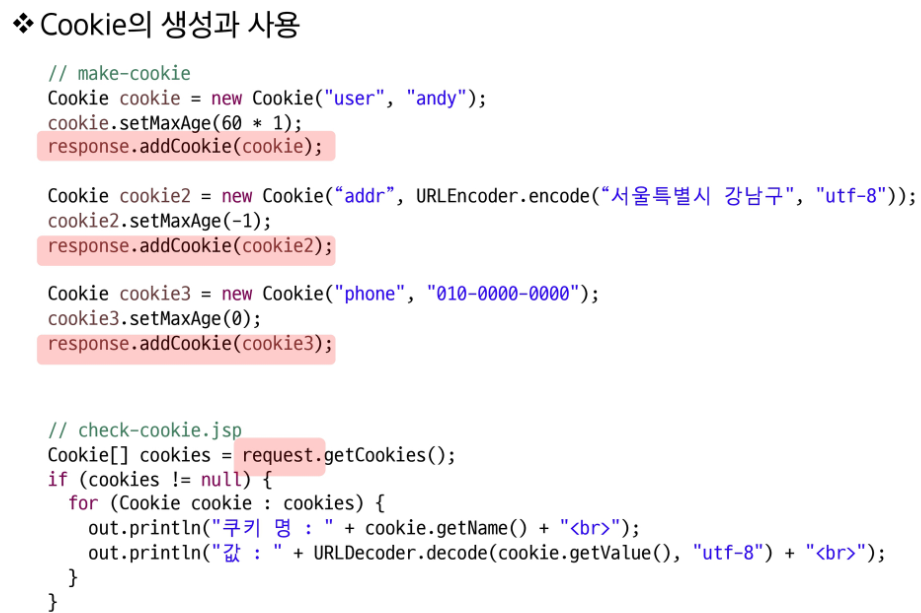 ❖ Cookie의 생성과 사용
// make-cookie
Cookie cookie = new Cookie("user", "andy");
cookie.setMaxAge(60 * 1);
response.addCookie(cookie);
Cookie cookie2 = new Cookie(“addr”, URLEncoder.encode(“서울특별시 강남구", "utf-8"));
cookie2.setMaxAge(-1);
response.addCookie(cookie2);
Cookie cookie3 = new Cookie("phone", "010-0000-0000");
cookie3.setMaxAge(0);
response.addCookie(cookie3);
// check-cookie.jsp
Cookie[] cookies = request.getCookies();
if (cookies != null) {
for (Cookie cookie : cookies) {
out.println("쿠키 명 : " + cookie.getName() + "<br>");
out.println("값 : " + URLDecoder.decode(cookie.getValue(), "utf-8") + "<br>");
}
}